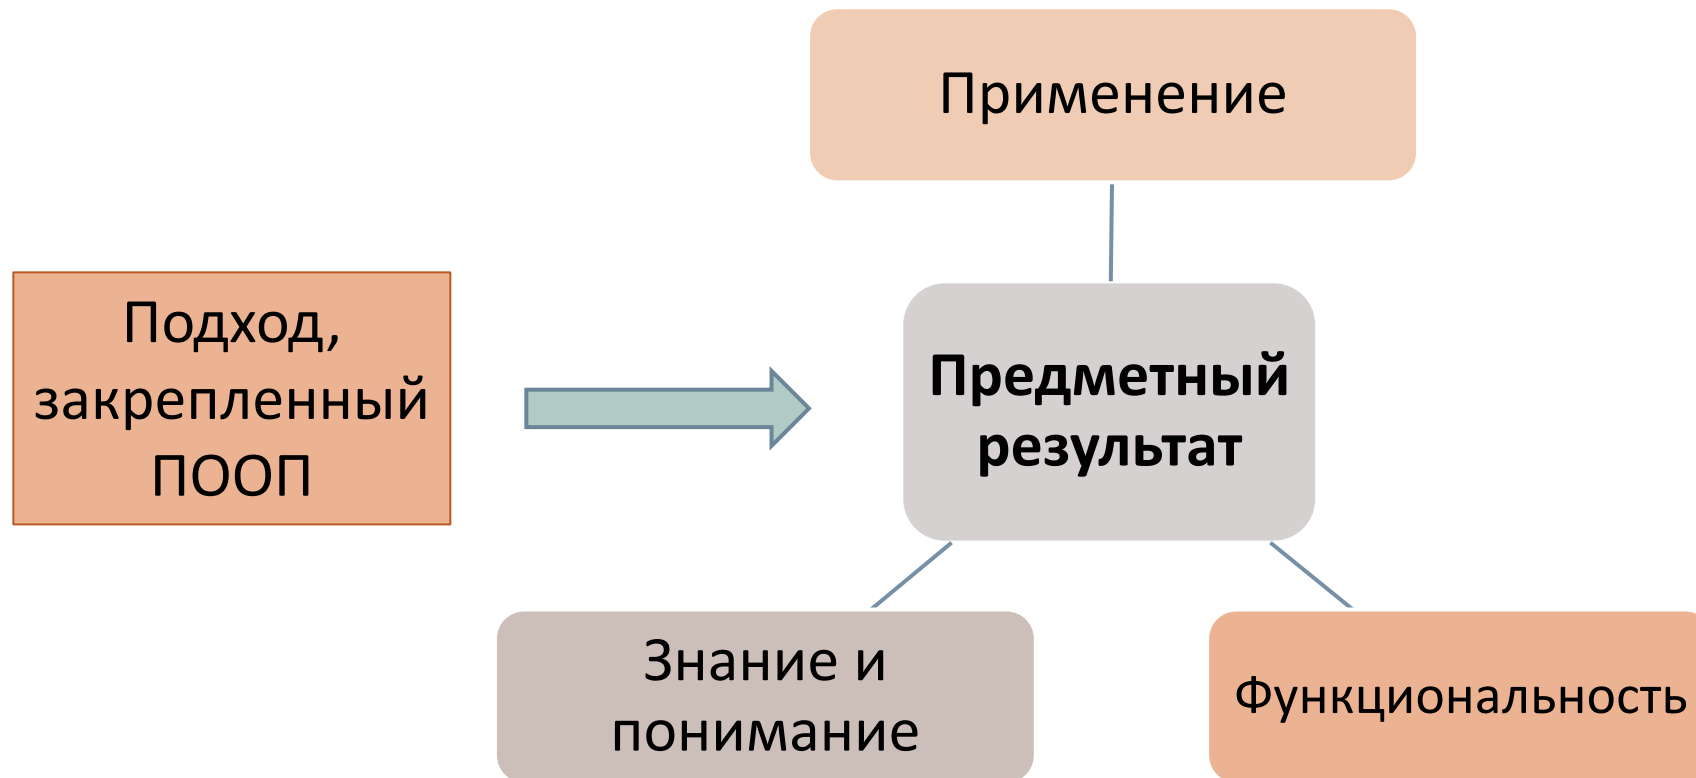 Применение
Подход,
закрепленный
ПООП
Предметный
результат
Знание и
понимание
Функциональность